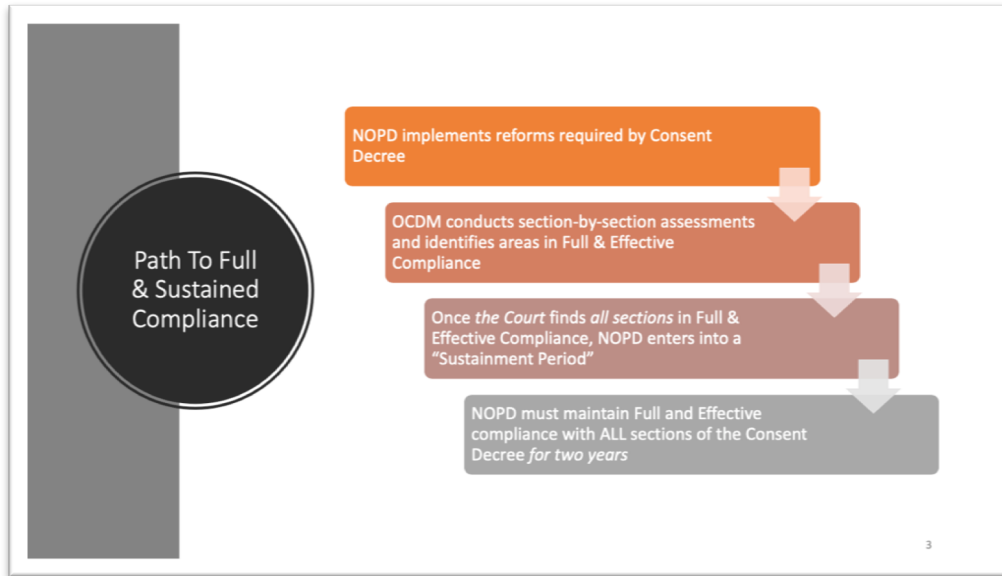 Path To Full
& Sustained
Compliance
NOPD implements reforms required by Consent
Decree
OCDM conducts section-by-section assessments
and identifies areas in Full & Effective
Compliance
Once the Court finds all sections in Full &
Effective Compliance, NOPD enters into a
“Sustainment Period”
NOPD must maintain Full and Effective
compliance with ALL sections of the Consent
Decree for two years
3